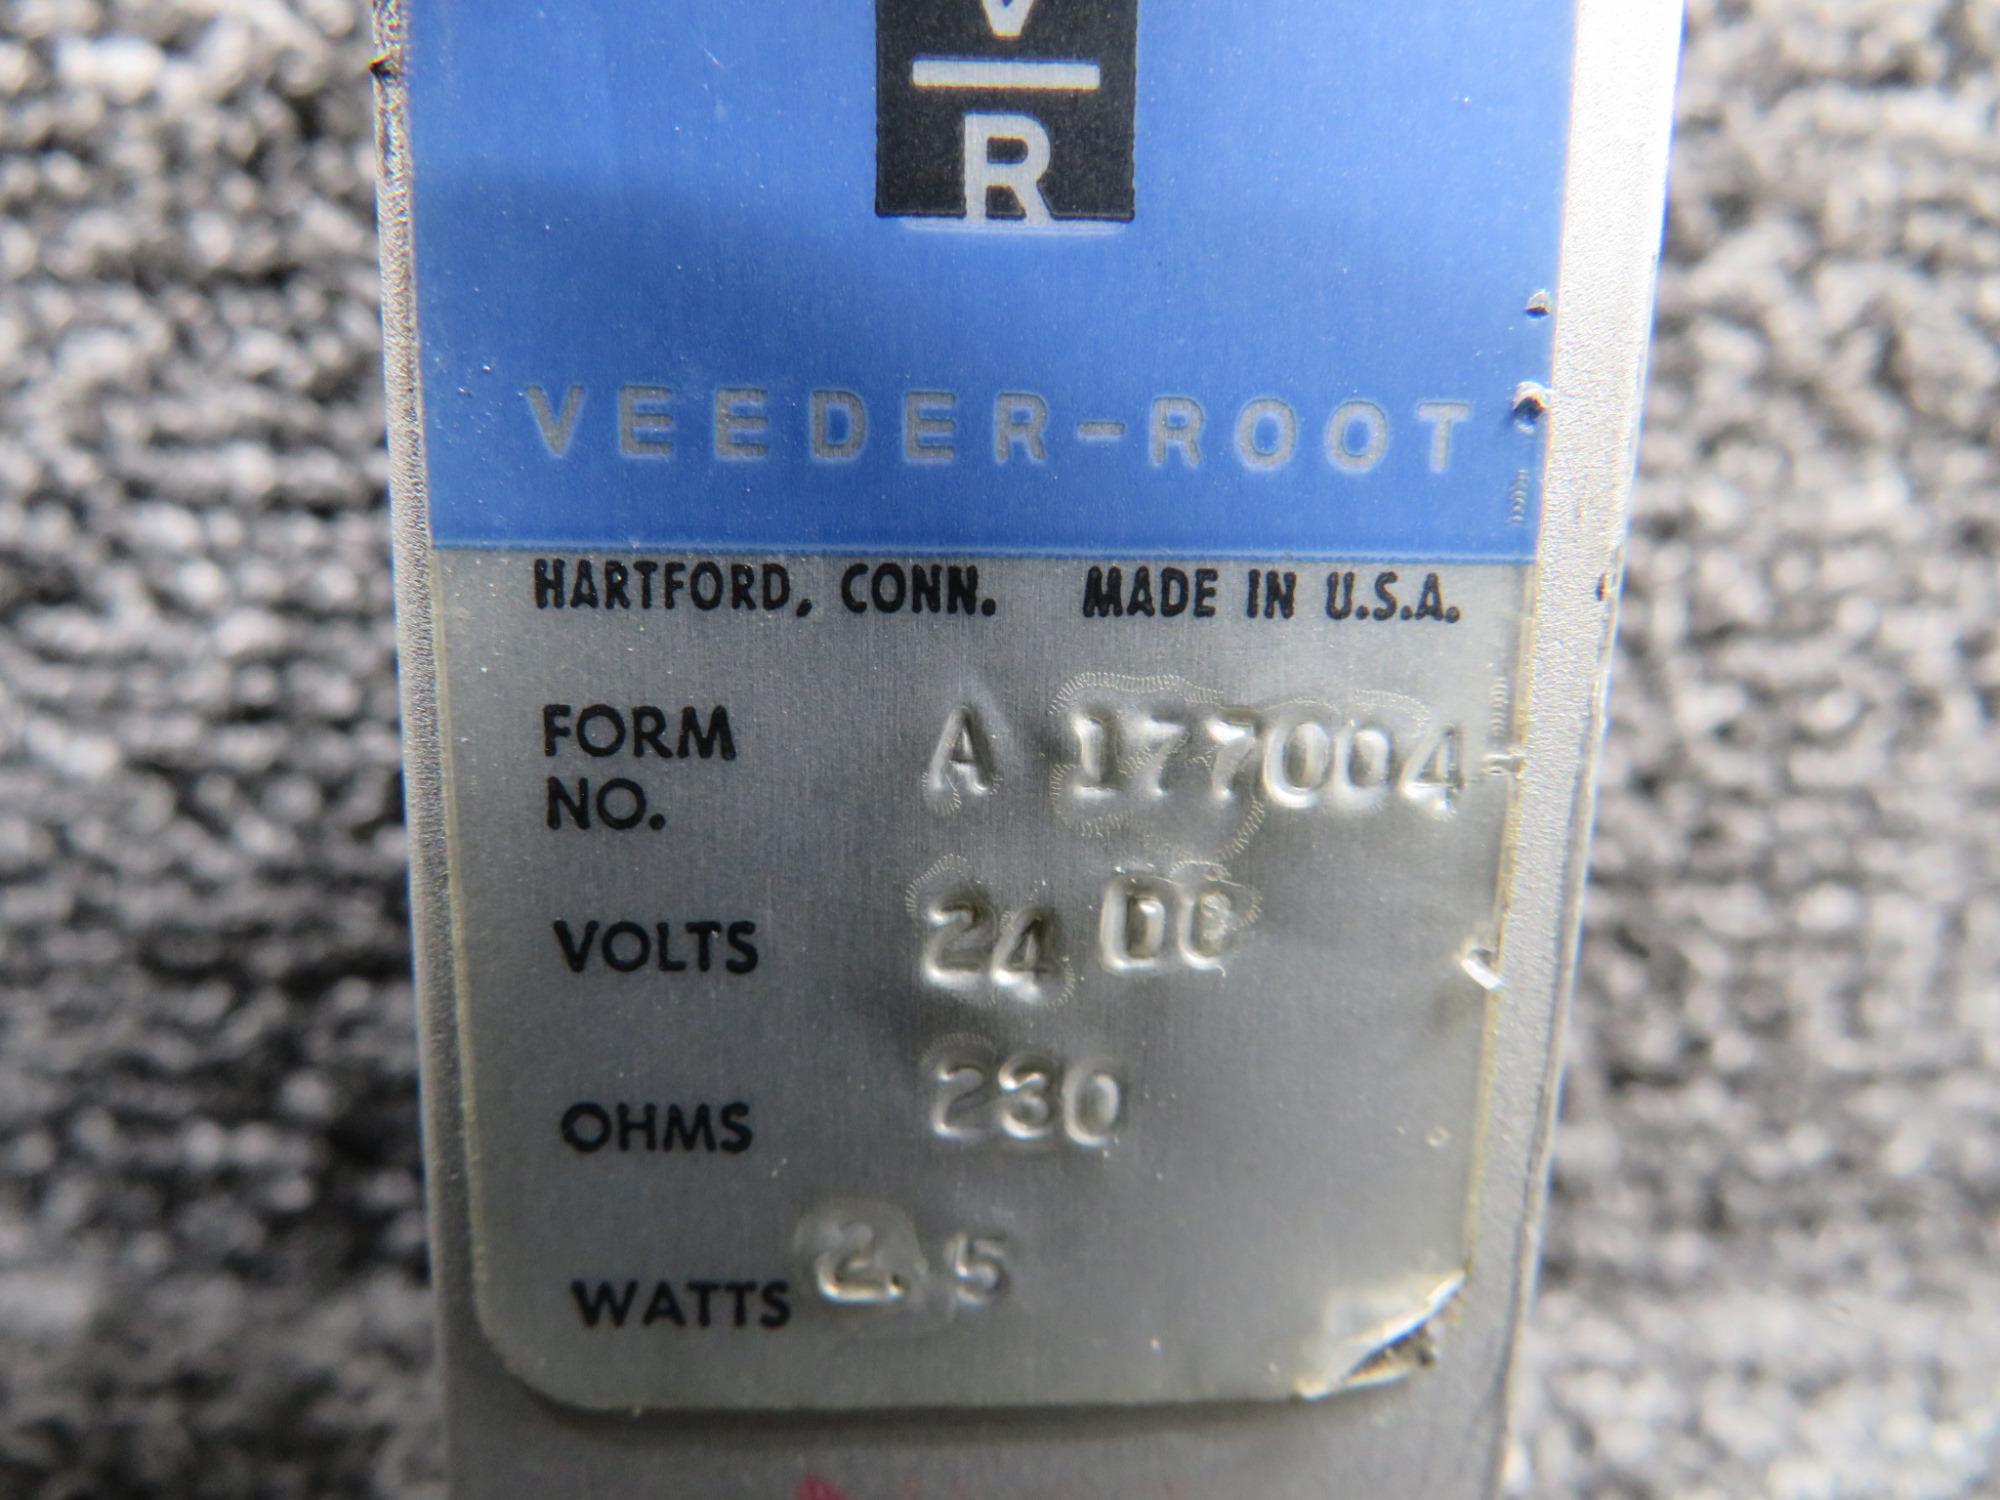 V
R
VEEDER-ROOT
HARTFORD, CONN. MADE IN U.S.A.
FORM NO. A 177004
VOLTS 24 DC
OHMS 230
WATTS 2.5